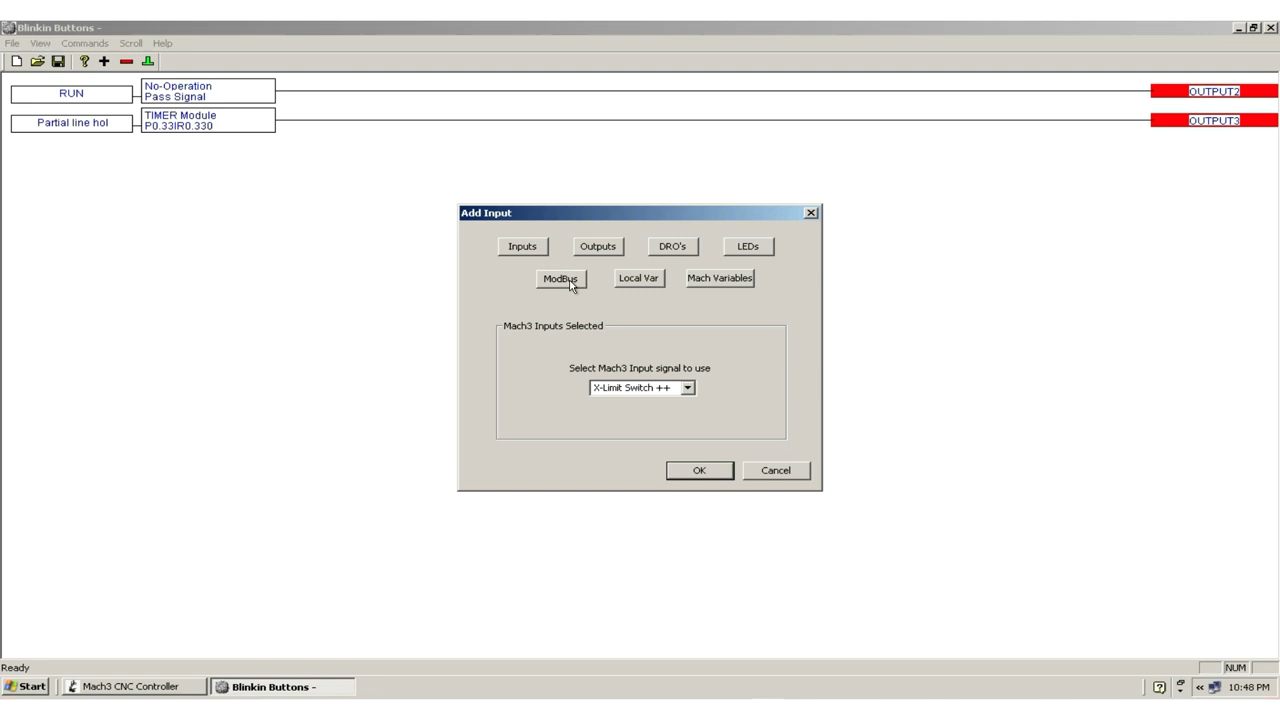 Blinkin Buttons -
File View Commands Scroll Help
RUN
No-Operation
Pass Signal
OUTPUT2
Partial line hol
TIMER Module
P0.33IR0.330
OUTPUT3
Add Input
Inputs Outputs DRO's LEDs
ModBus Local Var Mach Variables
Mach3 Inputs Selected
Select Mach3 Input signal to use
X-Limit Switch ++
OK Cancel
Ready NUM
Start Mach3 CNC Controller Blinkin Buttons - 10:48 PM